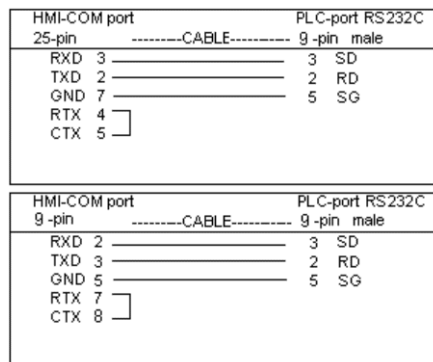 HMI-COM port PLC-port RS232C
25-pin ---------CABLE----------- 9 -pin male
RXD 3 3 SD
TXD 2 2 RD
GND 7 5 SG
RTX 4
CTX 5
HMI-COM port PLC-port RS232C
9 -pin --------CABLE----------- 9 -pin male
RXD 2 3 SD
TXD 3 2 RD
GND 5 5 SG
RTX 7
CTX 8